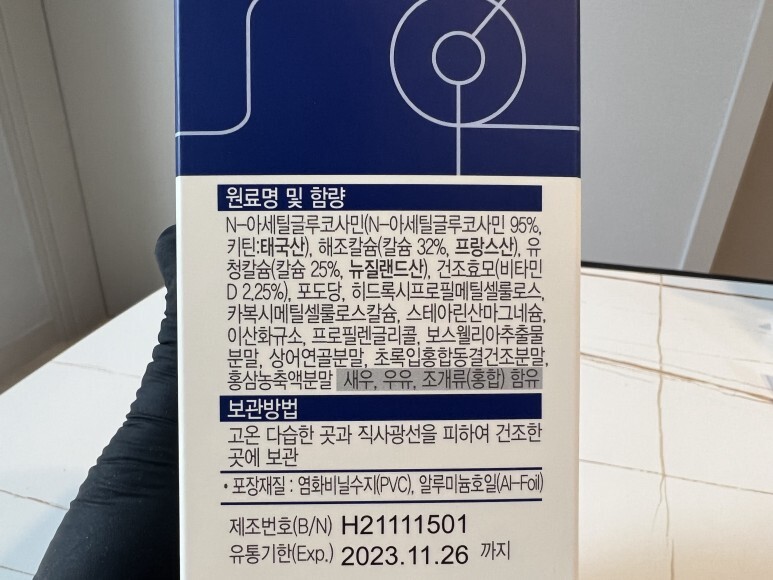 원료명 및 함량
N-아세틸글루코사민(N-아세틸글루코사민 95%,
키틴:태국산), 해조칼슘(칼슘 32%, 프랑스산), 유
청칼슘(칼슘 25%, 뉴질랜드산), 건조효모(비타민
D 2.25%), 포도당, 히드록시프로필메틸셀룰로스,
카복시메틸셀룰로스칼슘, 스테아린산마그네슘,
이산화규소, 프로필렌글리콜, 보스웰리아추출물
분말, 상어연골분말, 초록입홍합동결건조분말,
홍삼농축액분말 새우, 우유, 조개류(홍합) 함유
보관방법
고온 다습한 곳과 직사광선을 피하여 건조한
곳에 보관
• 포장재질 : 염화비닐수지(PVC), 알루미늄호일(Al-Foil)
제조번호(B/N) H21111501
유통기한(Exp.) 2023.11.26 까지